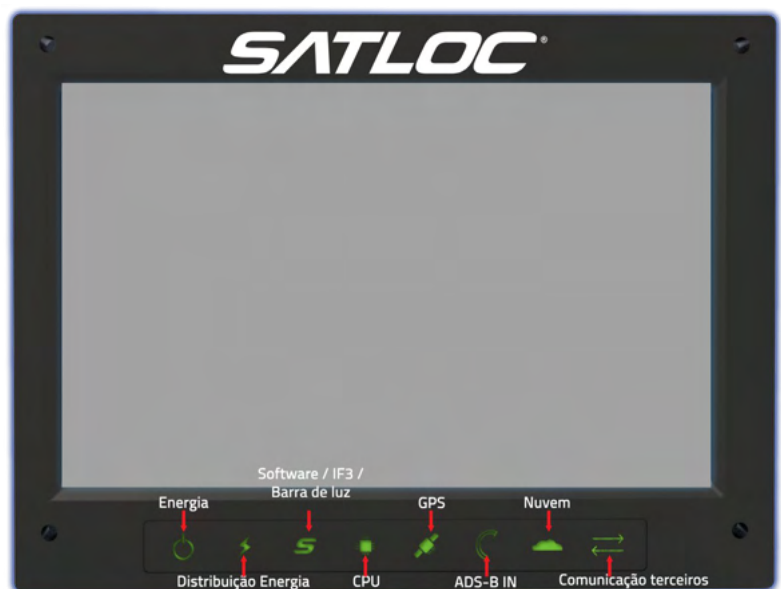 SATLOC®
Software / IF3 /
Barra de luz
Energia
GPS
Nuvem
Distribuição Energia
CPU
ADS-B IN
Comunicação terceiros